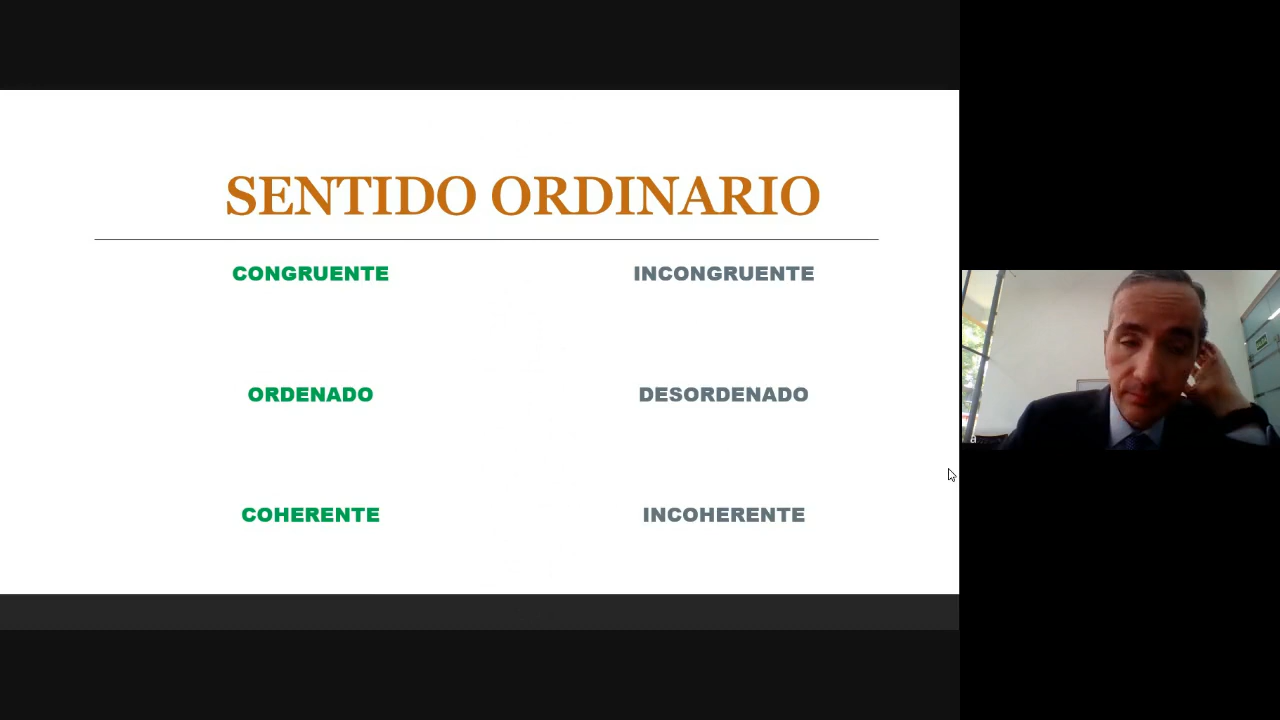 SENTIDO ORDINARIO
CONGRUENTE
INCONGRUENTE
ORDENADO
DESORDENADO
COHERENTE
INCOHERENTE
a